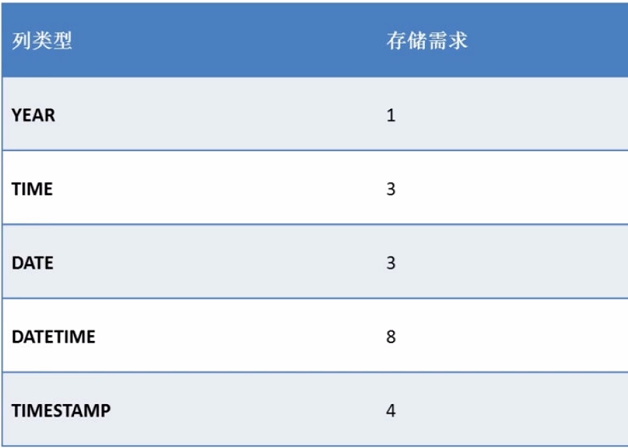 列类型 存储需求
YEAR 1
TIME 3
DATE 3
DATETIME 8
TIMESTAMP 4